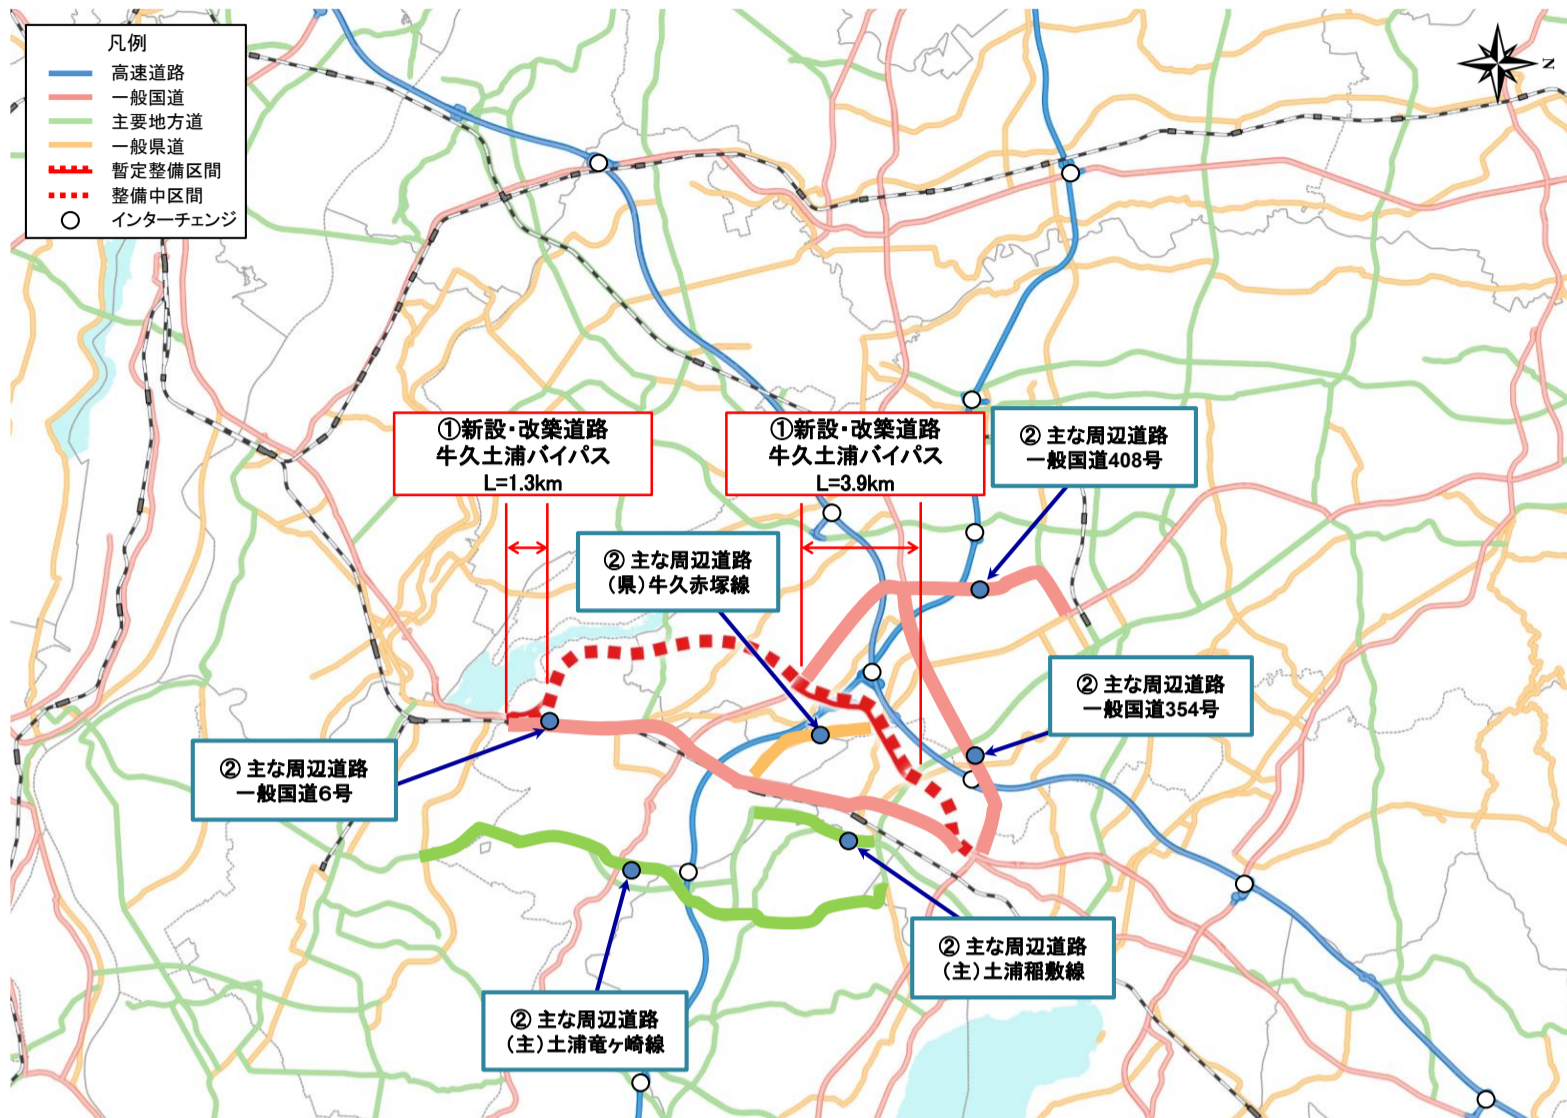 凡例
高速道路
一般国道
主要地方道
一般県道
暫定整備区間
整備中区間
インターチェンジ
N
①新設・改築道路
牛久土浦バイパス
L=1.3km
①新設・改築道路
牛久土浦バイパス
L=3.9km
② 主な周辺道路
一般国道408号
② 主な周辺道路
(県)牛久赤塚線
② 主な周辺道路
一般国道354号
② 主な周辺道路
一般国道6号
② 主な周辺道路
(主)土浦稲敷線
② 主な周辺道路
(主)土浦竜ケ崎線